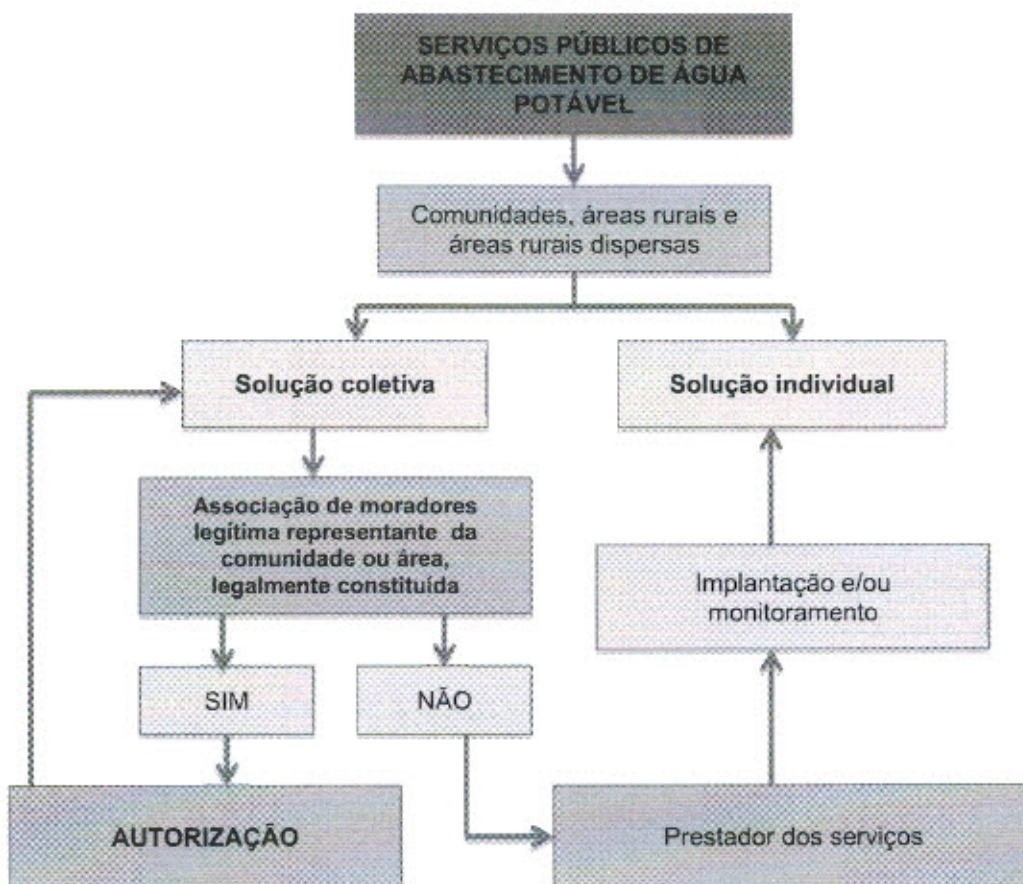 SERVIÇOS PÚBLICOS DE
ABASTECIMENTO DE ÁGUA
POTÁVEL
Comunidades, áreas rurais e
áreas rurais dispersas
Solução coletiva
Solução individual
Associação de moradores
legítima representante da
comunidade ou área,
legalmente constituída
Implantação e/ou
monitoramento
SIM
NÃO
AUTORIZAÇÃO
Prestador dos serviços